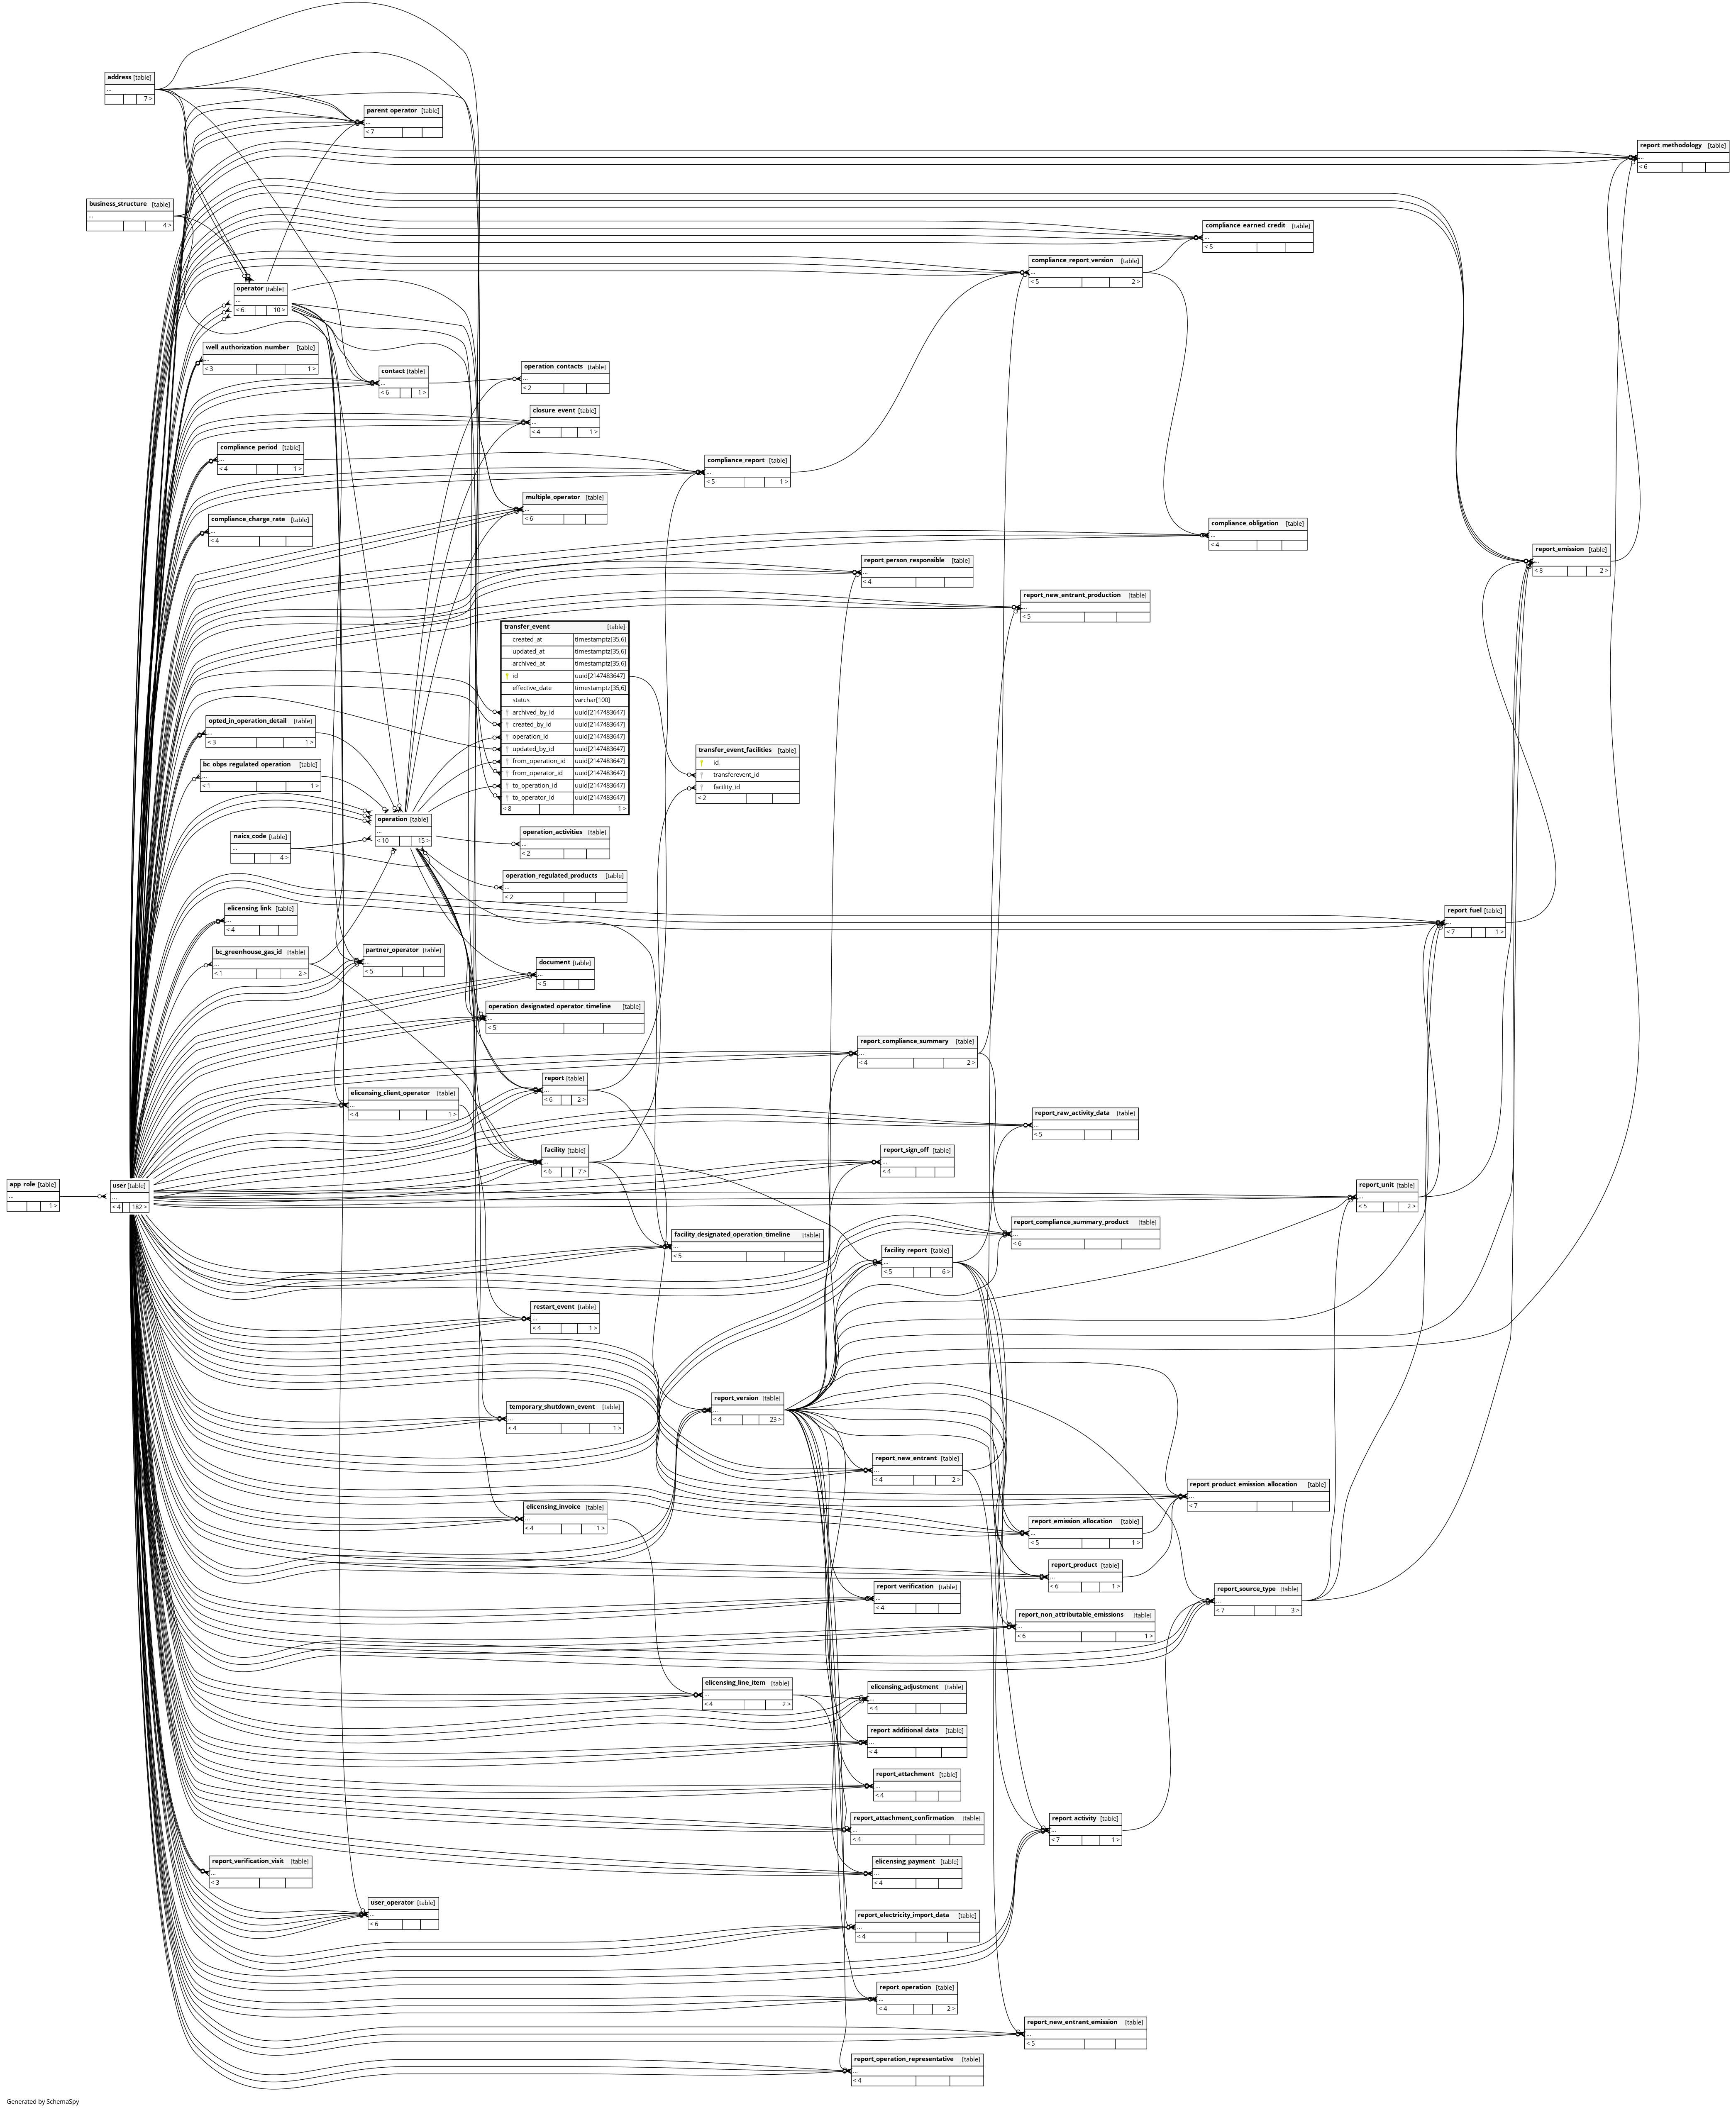 address [table]
...
7 >
parent_operator [table]
...
< 7
report_methodology [table]
...
< 6
business_structure [table]
...
4 >
compliance_earned_credit [table]
...
< 5
compliance_report_version [table]
...
< 5 2 >
operator [table]
...
< 6 10 >
well_authorization_number [table]
...
< 3 1 >
contact [table]
...
< 6 1 >
operation_contacts [table]
...
< 2
closure_event [table]
...
< 4 1 >
compliance_period [table]
...
< 4 1 >
compliance_report [table]
...
< 5 1 >
multiple_operator [table]
...
< 6
compliance_charge_rate [table]
...
< 4
compliance_obligation [table]
...
< 4
report_emission [table]
...
< 8 2 >
report_person_responsible [table]
...
< 4
report_new_entrant_production [table]
...
< 5
transfer_event [table]
created_at timestamptz[35,6]
updated_at timestamptz[35,6]
archived_at timestamptz[35,6]
id uuid[2147483647]
effective_date timestamptz[35,6]
status varchar[100]
archived_by_id uuid[2147483647]
created_by_id uuid[2147483647]
operation_id uuid[2147483647]
updated_by_id uuid[2147483647]
from_operation_id uuid[2147483647]
from_operator_id uuid[2147483647]
to_operation_id uuid[2147483647]
to_operator_id uuid[2147483647]
< 8 1 >
transfer_event_facilities [table]
id
transferevent_id
facility_id
< 2
opted_in_operation_detail [table]
...
< 3 1 >
bc_obps_regulated_operation [table]
...
< 1 1 >
operation [table]
...
< 10 15 >
naics_code [table]
...
4 >
operation_activities [table]
...
< 2
operation_regulated_products [table]
...
< 2
elicensing_link [table]
...
< 4
report_fuel [table]
...
< 7 1 >
bc_greenhouse_gas_id [table]
...
< 1 2 >
partner_operator [table]
...
< 5
document [table]
...
< 5
operation_designated_operator_timeline [table]
...
< 5
report_compliance_summary [table]
...
< 4 2 >
report [table]
...
< 6 2 >
elicensing_client_operator [table]
...
< 4 1 >
report_raw_activity_data [table]
...
< 5
facility [table]
...
< 6 7 >
report_sign_off [table]
...
< 4
app_role [table]
...
1 >
user [table]
...
< 4 182 >
report_unit [table]
...
< 5 2 >
report_compliance_summary_product [table]
...
< 6
facility_designated_operation_timeline [table]
...
< 5
facility_report [table]
...
< 5 6 >
restart_event [table]
...
< 4 1 >
report_version [table]
...
< 4 23 >
temporary_shutdown_event [table]
...
< 4 1 >
report_new_entrant [table]
...
< 4 2 >
report_product_emission_allocation [table]
...
< 7
elicensing_invoice [table]
...
< 4 1 >
report_emission_allocation [table]
...
< 5 1 >
report_product [table]
...
< 6 1 >
report_verification [table]
...
< 4
report_source_type [table]
...
< 7 3 >
report_non_attributable_emissions [table]
...
< 6 1 >
elicensing_line_item [table]
...
< 4 2 >
elicensing_adjustment [table]
...
< 4
report_additional_data [table]
...
< 4
report_attachment [table]
...
< 4
report_attachment_confirmation [table]
...
< 4
report_activity [table]
...
< 7 1 >
report_verification_visit [table]
...
< 3
elicensing_payment [table]
...
< 4
user_operator [table]
...
< 6
report_electricity_import_data [table]
...
< 4
report_operation [table]
...
< 4 2 >
report_new_entrant_emission [table]
...
< 5
report_operation_representative [table]
...
< 4
Generated by SchemaSpy